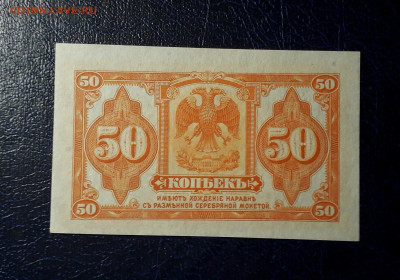 50 50
50 50
КОПѢЕКЪ
ИМѢЮТЪ ХОЖДЕНІЕ НАРАВНѢ
СЪ РАЗМѢННОЙ СЕРЕБРЯНОЙ МОНЕТОЙ.
50 50